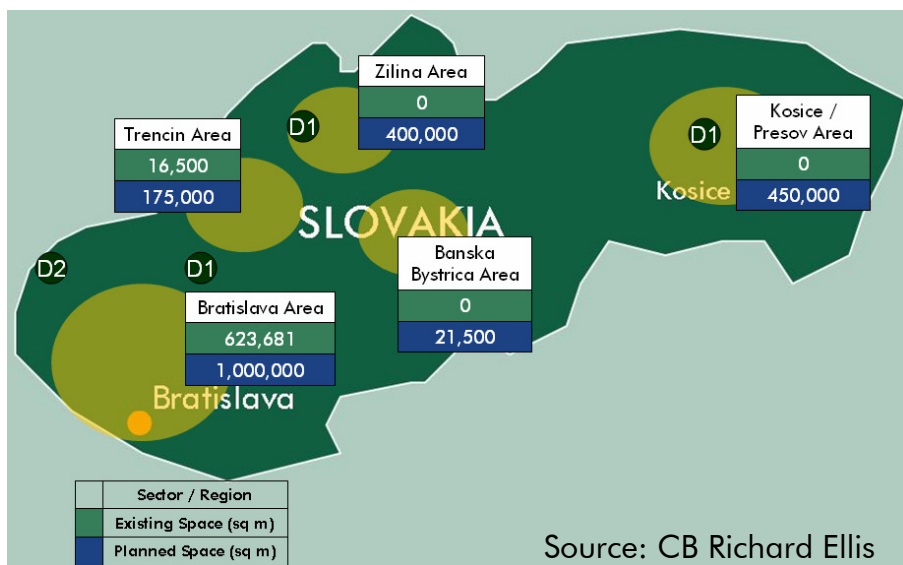 Zilina Area
0
400,000
D1
Trencin Area
16,500
175,000
D1
Kosice /
Presov Area
0
450,000
Kosice
SLOVAKIA
Banska
Bystrica Area
0
21,500
D2
D1
Bratislava Area
623,681
1,000,000
Bratislava
Sector / Region
Existing Space (sq m)
Planned Space (sq m)
Source: CB Richard Ellis